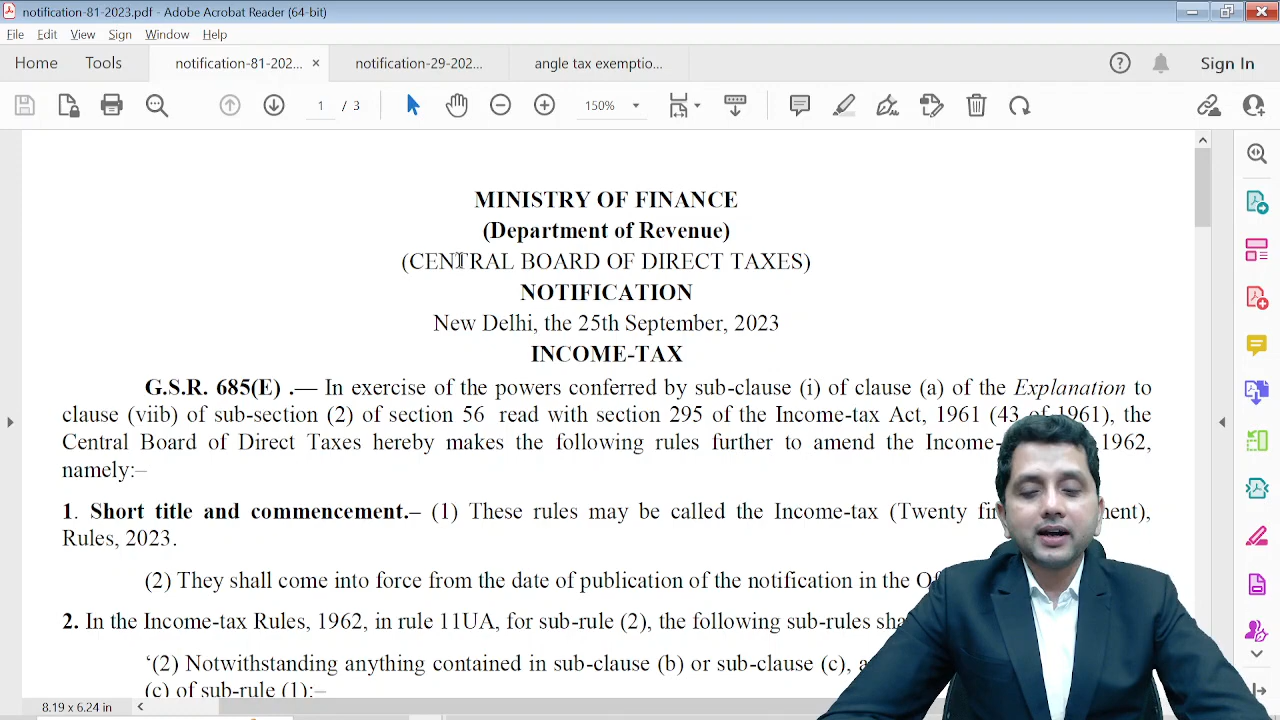 notification-81-2023.pdf - Adobe Acrobat Reader (64-bit)
File Edit View Sign Window Help
Home Tools notification-81-202... × notification-29-202... angle tax exemptio... Sign In
1 / 3 150%
MINISTRY OF FINANCE
(Department of Revenue)
(CENTRAL BOARD OF DIRECT TAXES)
NOTIFICATION
New Delhi, the 25th September, 2023
INCOME-TAX
G.S.R. 685(E) .— In exercise of the powers conferred by sub-clause (i) of clause (a) of the Explanation to
clause (viib) of sub-section (2) of section 56 read with section 295 of the Income-tax Act, 1961 (43 of 1961), the
Central Board of Direct Taxes hereby makes the following rules further to amend the Income- 1962,
namely:–
1. Short title and commencement.– (1) These rules may be called the Income-tax (Twenty
Rules, 2023.
(2) They shall come into force from the date of publication of the notification in the
2. In the Income-tax Rules, 1962, in rule 11UA, for sub-rule (2), the following sub-rules
‘(2) Notwithstanding anything contained in sub-clause (b) or sub-clause (c),
(c) of sub-rule (1):–
8.19 x 6.24 in